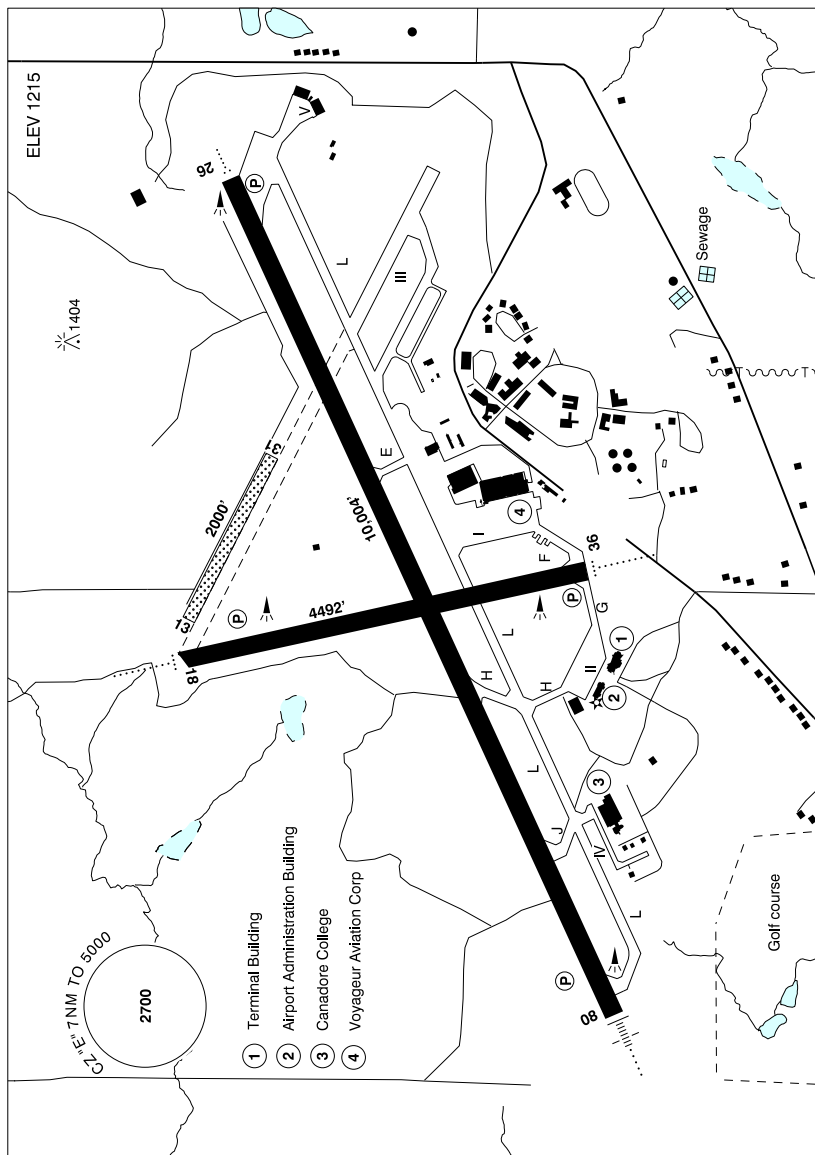 ELEV 1215
26
P
V
L
III
1404
Sewage
T
T
E
31
2000'
13
10,004'
4
I
F
36
P
4492'
P
G
L
1
18
H
H
II
2
L
3
J
IV
L
P
08
Golf course
CZ "E" 7NM TO 5000
2700
1 Terminal Building
2 Airport Administration Building
3 Canadore College
4 Voyageur Aviation Corp